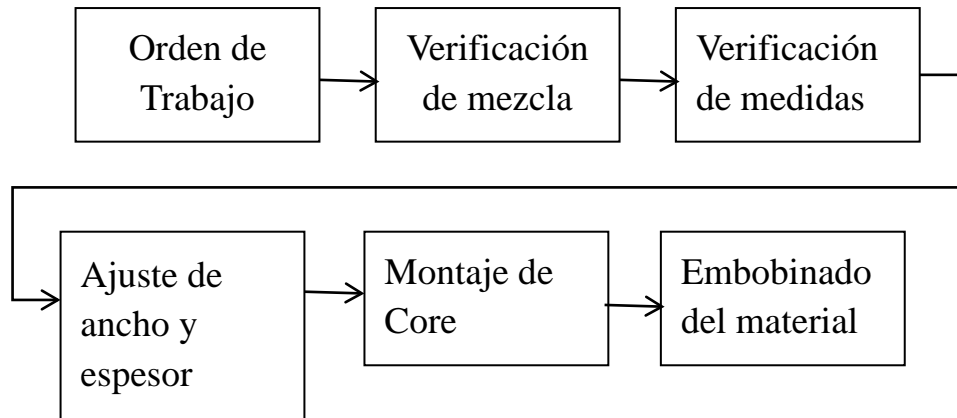 Orden de
Trabajo
Verificación
de mezcla
Verificación
de medidas
Ajuste de
ancho y
espesor
Montaje de
Core
Embobinado
del material